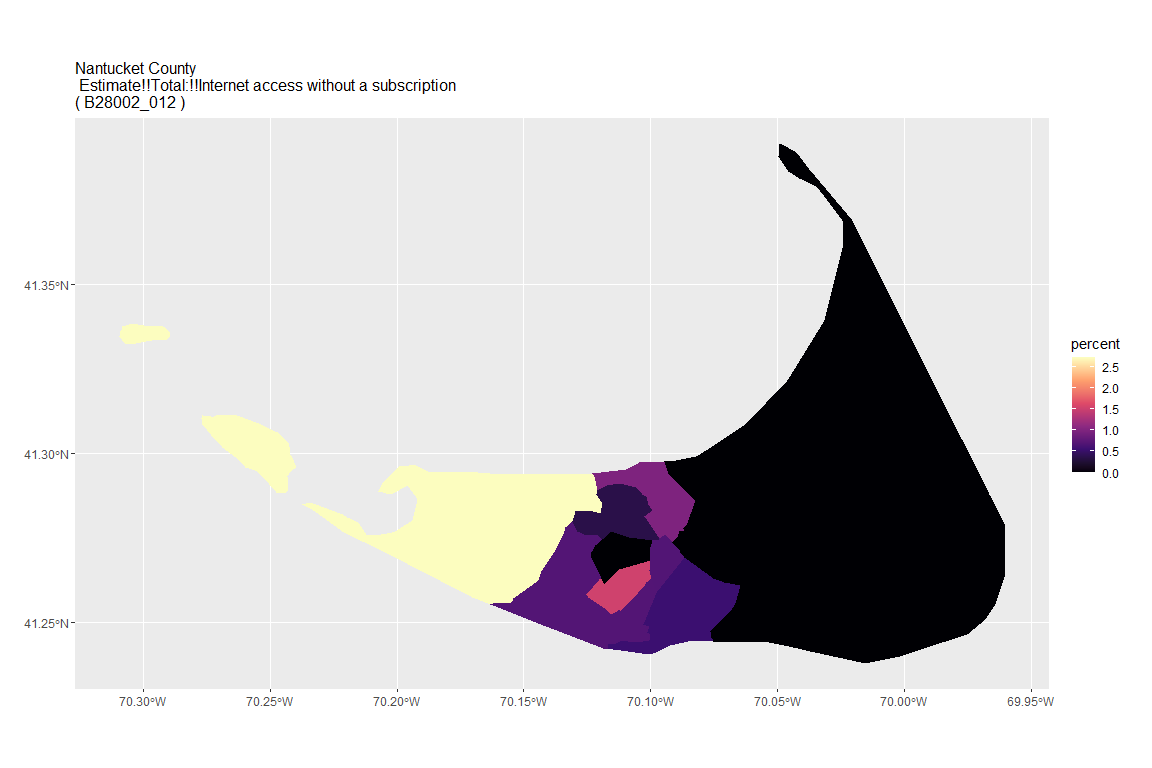 Nantucket County
Estimate!!Total:!!Internet access without a subscription
( B28002_012 )
41.35°N
41.30°N
41.25°N
70.30°W
70.25°W
70.20°W
70.15°W
70.10°W
70.05°W
70.00°W
69.95°W
percent
2.5
2.0
1.5
1.0
0.5
0.0